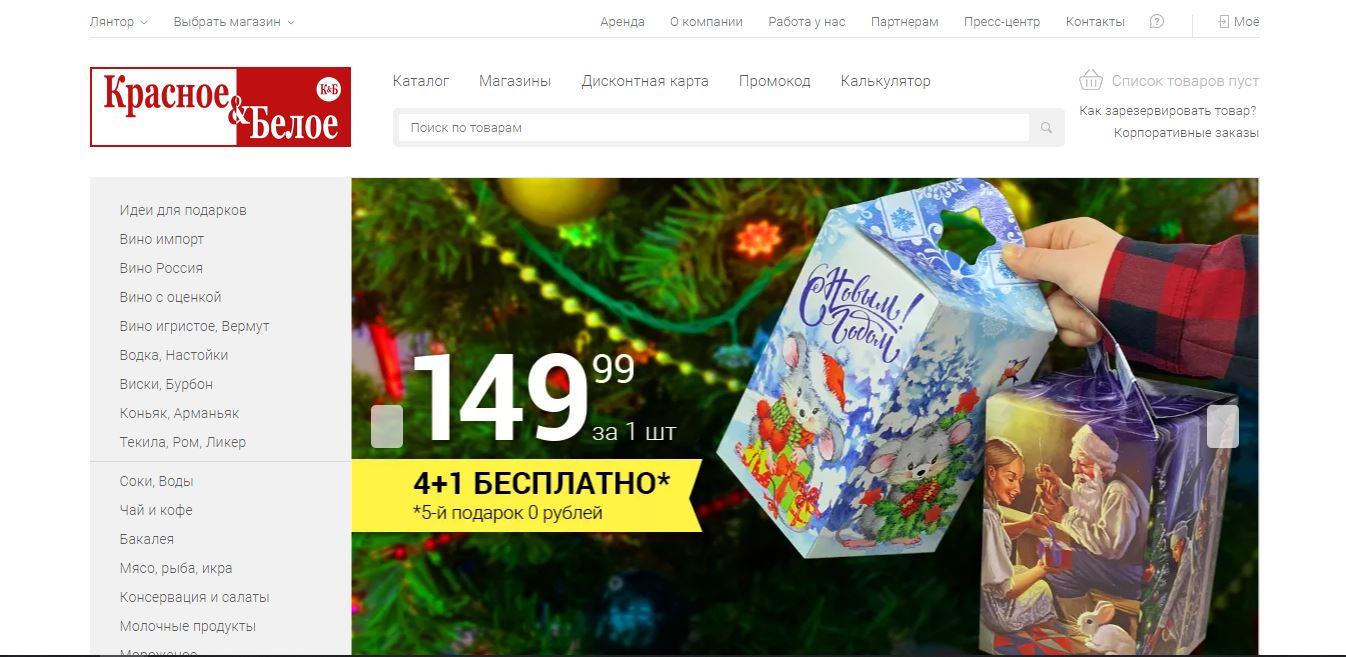 Лянтор
Выбрать магазин
Аренда
О компании
Работа у нас
Партнерам
Пресс-центр
Контакты
?
Моё
Красное
&
Белое
К&Б
Каталог
Магазины
Дисконтная карта
Промокод
Калькулятор
Поиск по товарам
Список товаров пуст
Как зарезервировать товар?
Корпоративные заказы
Идеи для подарков
Вино импорт
Вино Россия
Вино с оценкой
Вино игристое, Вермут
Водка, Настойки
Виски, Бурбон
Коньяк, Арманьяк
Текила, Ром, Ликер
Соки, Воды
Чай и кофе
Бакалея
Мясо, рыба, икра
Консервация и салаты
Молочные продукты
Мороженое
С Новым
Годом!
149 99
за 1 шт
4+1 БЕСПЛАТНО*
*5-й подарок 0 рублей